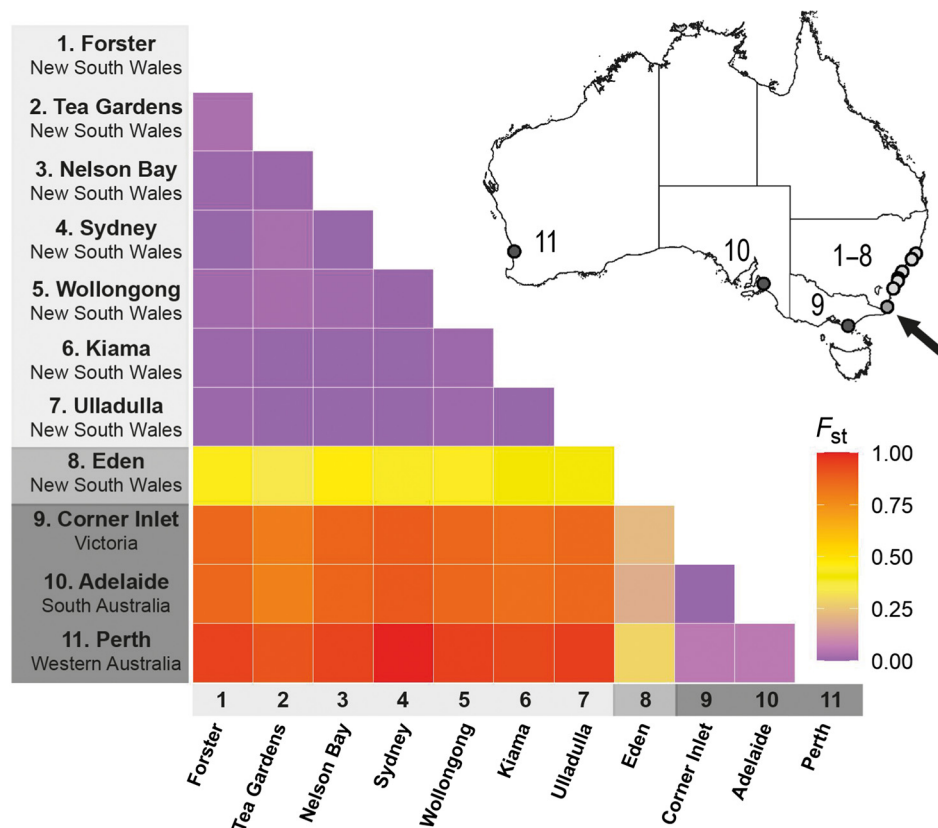 1. Forster
New South Wales
2. Tea Gardens
New South Wales
3. Nelson Bay
New South Wales
4. Sydney
New South Wales
5. Wollongong
New South Wales
6. Kiama
New South Wales
7. Ulladulla
New South Wales
8. Eden
New South Wales
9. Corner Inlet
Victoria
10. Adelaide
South Australia
11. Perth
Western Australia
11
10
1–8
9
Fst
1.00
0.75
0.50
0.25
0.00
1 2 3 4 5 6 7 8 9 10 11
Forster
Tea Gardens
Nelson Bay
Sydney
Wollongong
Kiama
Ulladulla
Eden
Corner Inlet
Adelaide
Perth